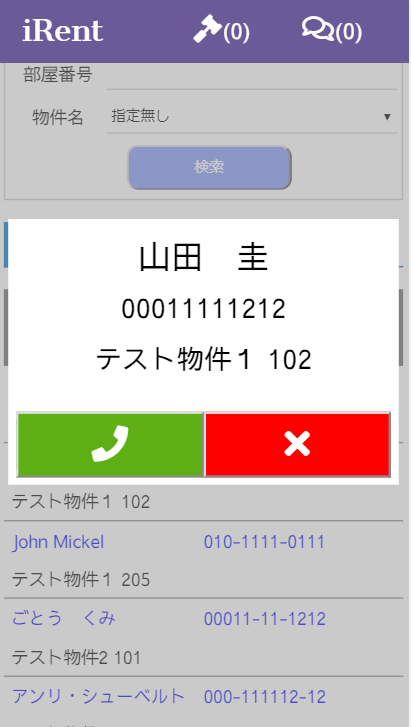 iRent (0) (0)
部屋番号
物件名 指定無し
検索
山田　圭
00011111212
テスト物件１ 102
テスト物件１ 102
John Mickel 010-1111-0111
テスト物件１ 205
ごとう　くみ 00011-11-1212
テスト物件2 101
アンリ・シューベルト 000-111112-12